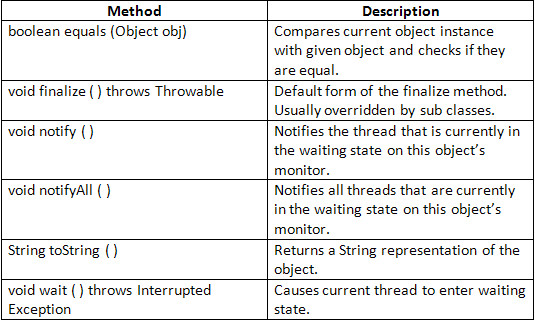 Method Description
boolean equals (Object obj) Compares current object instance
with given object and checks if they
are equal.
void finalize ( ) throws Throwable Default form of the finalize method.
Usually overridden by sub classes.
void notify ( ) Notifies the thread that is currently in
the waiting state on this object’s
monitor.
void notifyAll ( ) Notifies all threads that are currently
in the waiting state on this object’s
monitor.
String toString ( ) Returns a String representation of the
object.
void wait ( ) throws Interrupted Causes current thread to enter waiting
Exception state.